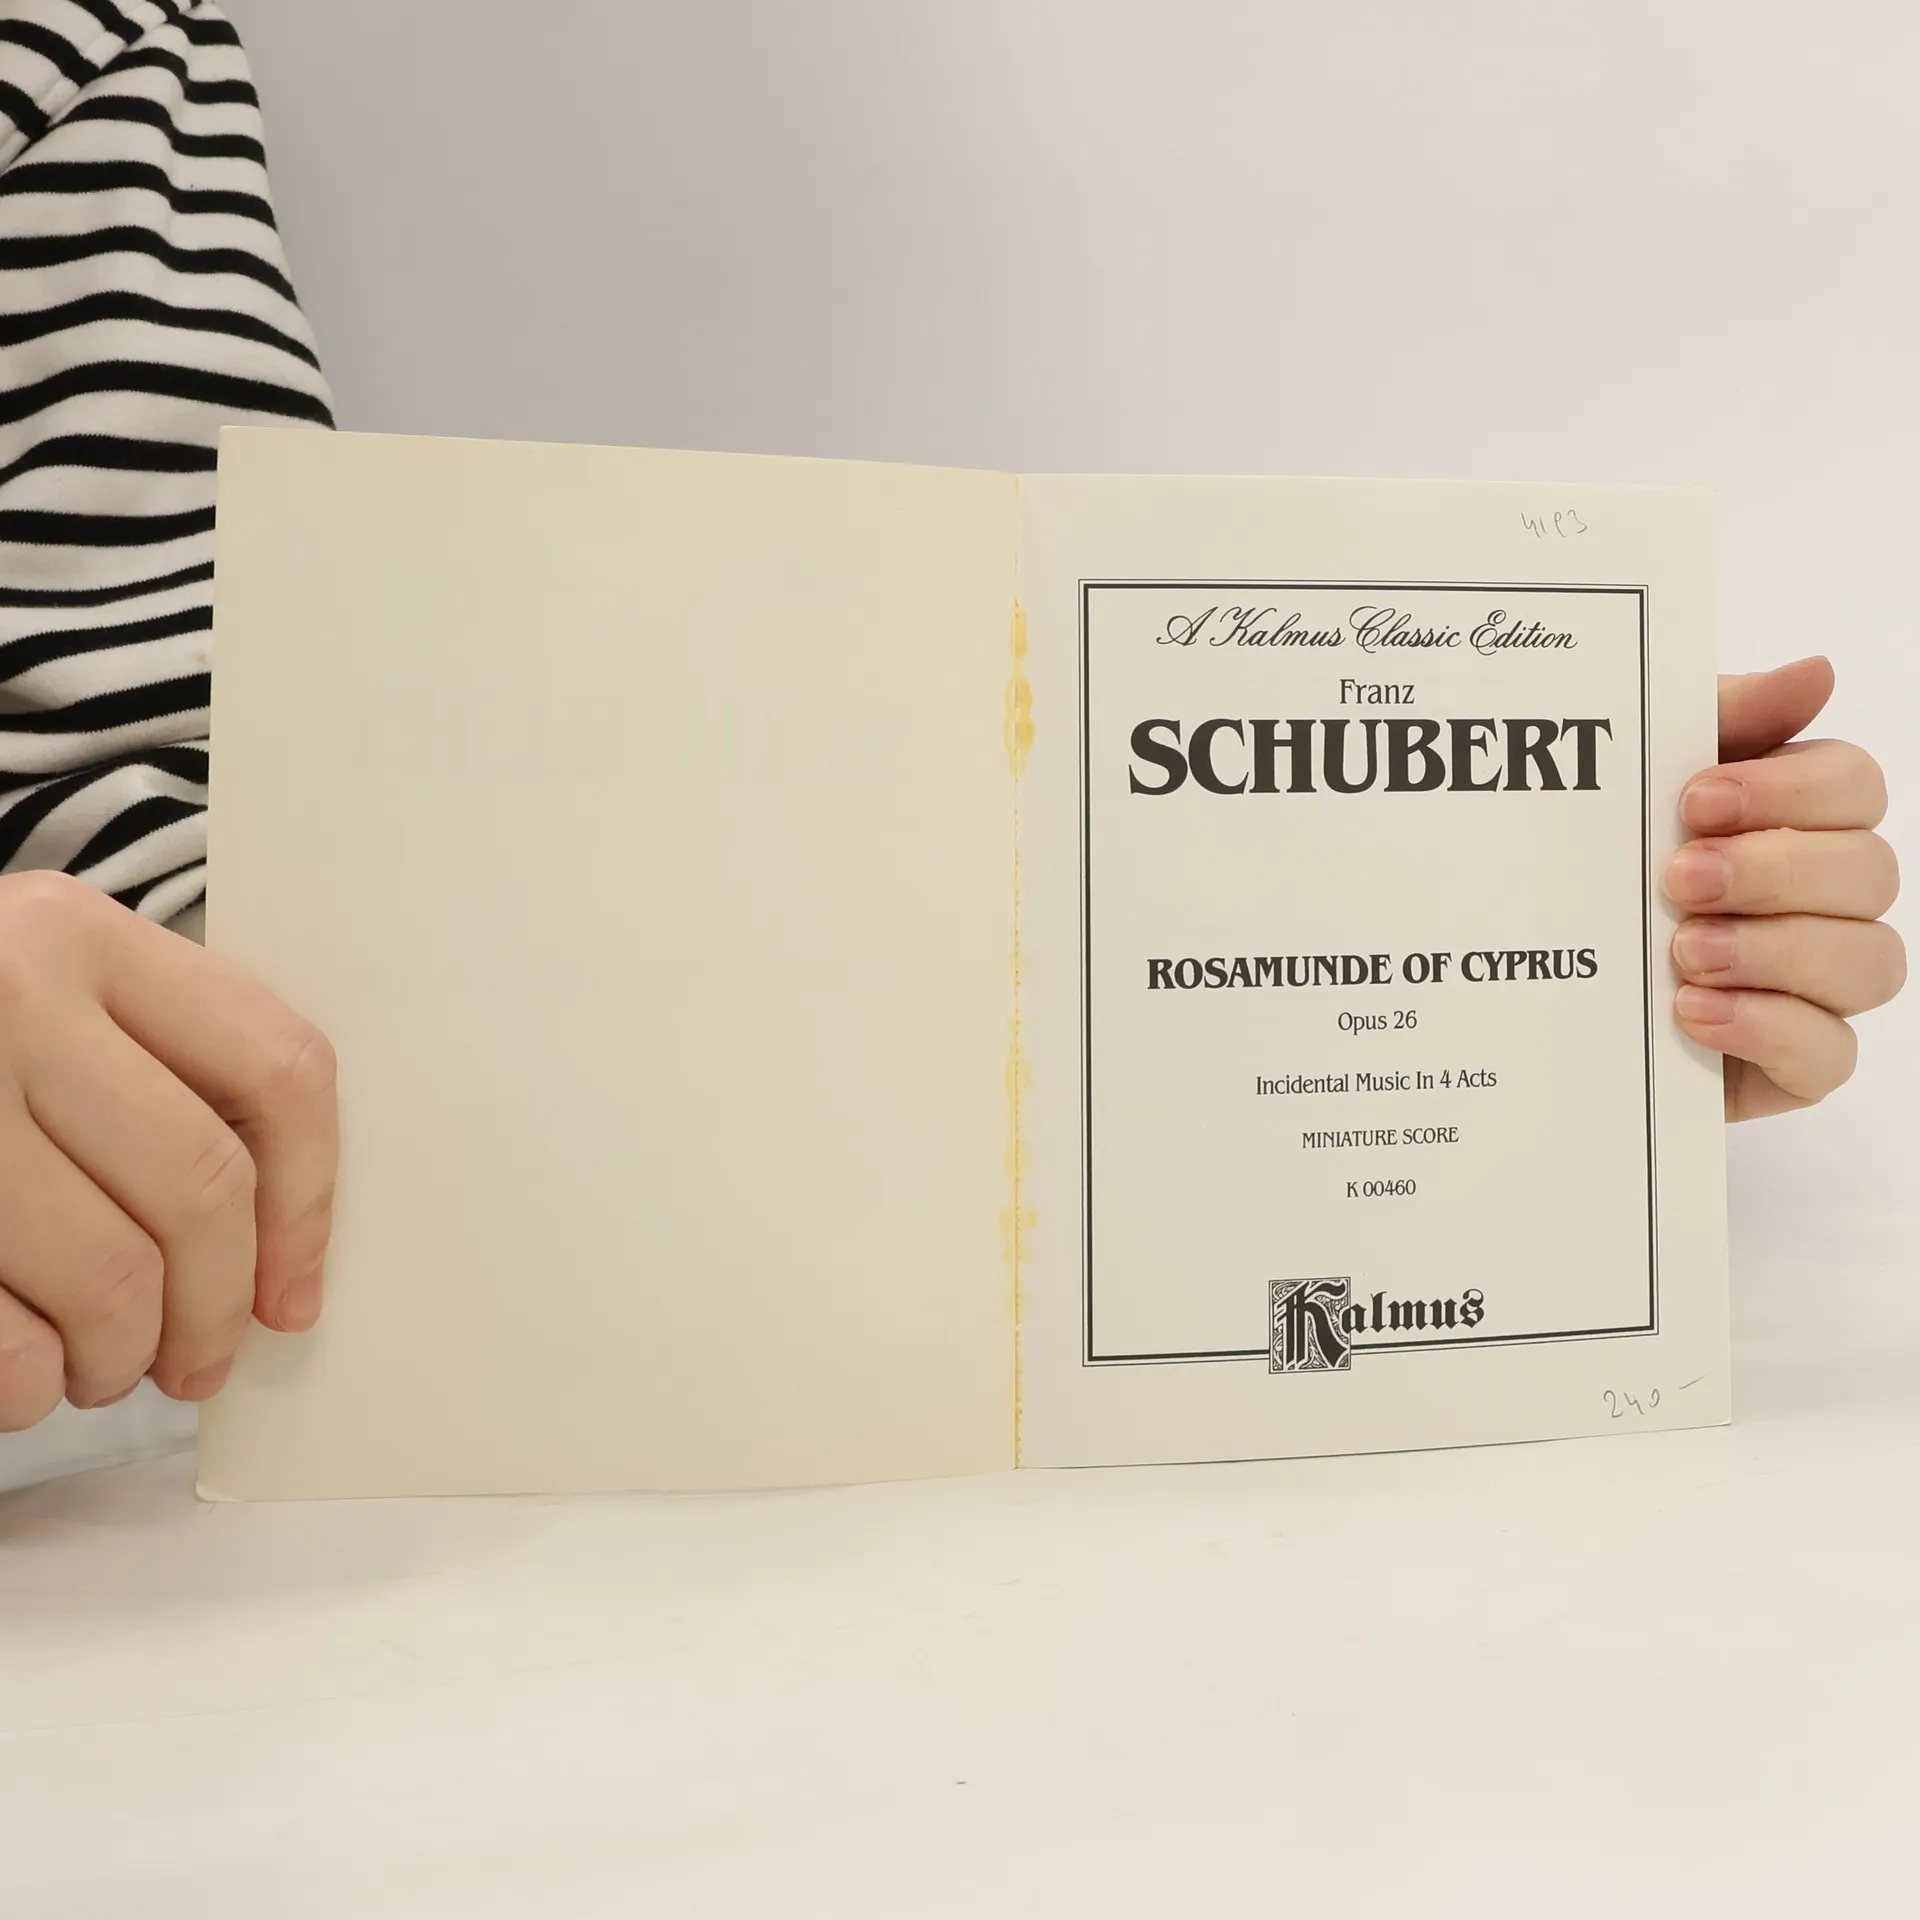 A Kalmus Classic Edition
Franz
SCHUBERT
ROSAMUNDE OF CYPRUS
Opus 26
Incidental Music In 4 Acts
MINIATURE SCORE
K 00460
Kalmus
240 -